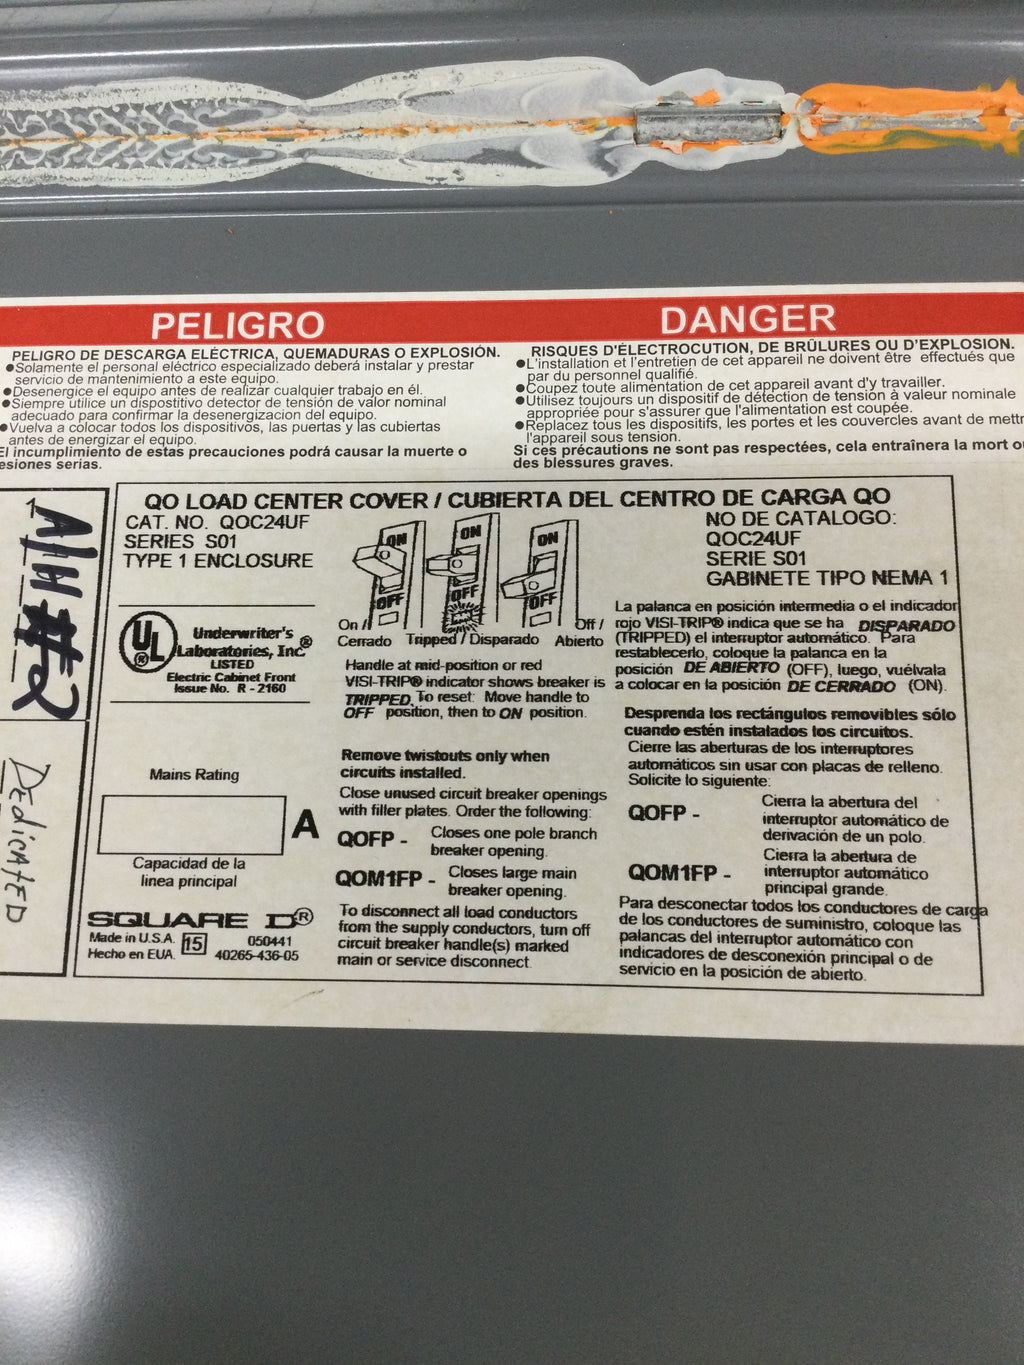 PELIGRO
PELIGRO DE DESCARGA ELÉCTRICA, QUEMADURAS O EXPLOSIÓN.
●Solamente el personal eléctrico especializado deberá instalar y prestar
servicio de mantenimiento a este equipo.
●Desenergice el equipo antes de realizar cualquier trabajo en él.
●Siempre utilice un dispositivo detector de tensión de valor nominal
adecuado para confirmar la desenergizacion del equipo.
●Vuelva a colocar todos los dispositivos, las puertas y las cubiertas
antes de energizar el equipo.
El incumplimiento de estas precauciones podrá causar la muerte o
esiones serias.
DANGER
RISQUES D'ÉLECTROCUTION, DE BRÛLURES OU D'EXPLOSION.
●L'installation et l'entretien de cet appareil ne doivent être effectués que
par du personnel qualifié.
●Coupez toute alimentation de cet appareil avant d'y travailler.
●Utilisez toujours un dispositif de détection de tension à valeur nominale
appropriée pour s'assurer que l'alimentation est coupée.
●Replacez tous les dispositifs, les portes et les couvercles avant de mettr
l'appareil sous tension.
Si ces précautions ne sont pas respectées, cela entraînera la mort ou
des blessures graves.
1
A/H #2
DEdicAtED
QO LOAD CENTER COVER / CUBIERTA DEL CENTRO DE CARGA QO
CAT. NO. QOC24UF
SERIES S01
TYPE 1 ENCLOSURE
UL
®
Underwriter's
Laboratories, Inc.®
LISTED
Electric Cabinet Front
Issue No. R - 2160
Mains Rating
A
Capacidad de la
linea principal
SQUARE D®
Made in U.S.A. 15 050441
Hecho en EUA. 40265-436-05
ON
OFF
ON
OFF
ON
OFF
On / Off /
Cerrado Tripped / Disparado Abierto
Handle at mid-position or red
VISI-TRIP® indicator shows breaker is
TRIPPED. To reset: Move handle to
OFF position, then to ON position.
Remove twistouts only when
circuits installed.
Close unused circuit breaker openings
with filler plates. Order the following:
QOFP - Closes one pole branch
breaker opening.
QOM1FP - Closes large main
breaker opening.
To disconnect all load conductors
from the supply conductors, turn off
circuit breaker handle(s) marked
main or service disconnect.
NO DE CATALOGO:
QOC24UF
SERIE S01
GABINETE TIPO NEMA 1
La palanca en posición intermedia o el indicador
rojo VISI-TRIP® indica que se ha DISPARADO
(TRIPPED) el interruptor automático. Para
restablecerlo, coloque la palanca en la
posición DE ABIERTO (OFF), luego, vuélvala
a colocar en la posición DE CERRADO (ON).
Desprenda los rectángulos removibles sólo
cuando estén instalados los circuitos.
Cierre las aberturas de los interruptores
automáticos sin usar con placas de relleno.
Solicite lo siguiente:
QOFP - Cierra la abertura del
interruptor automático de
derivación de un polo.
QOM1FP - Cierra la abertura de
interruptor automático
principal grande.
Para desconectar todos los conductores de carga
de los conductores de suministro, coloque las
palancas del interruptor automático con
indicadores de desconexión principal o de
servicio en la posición de abierto.